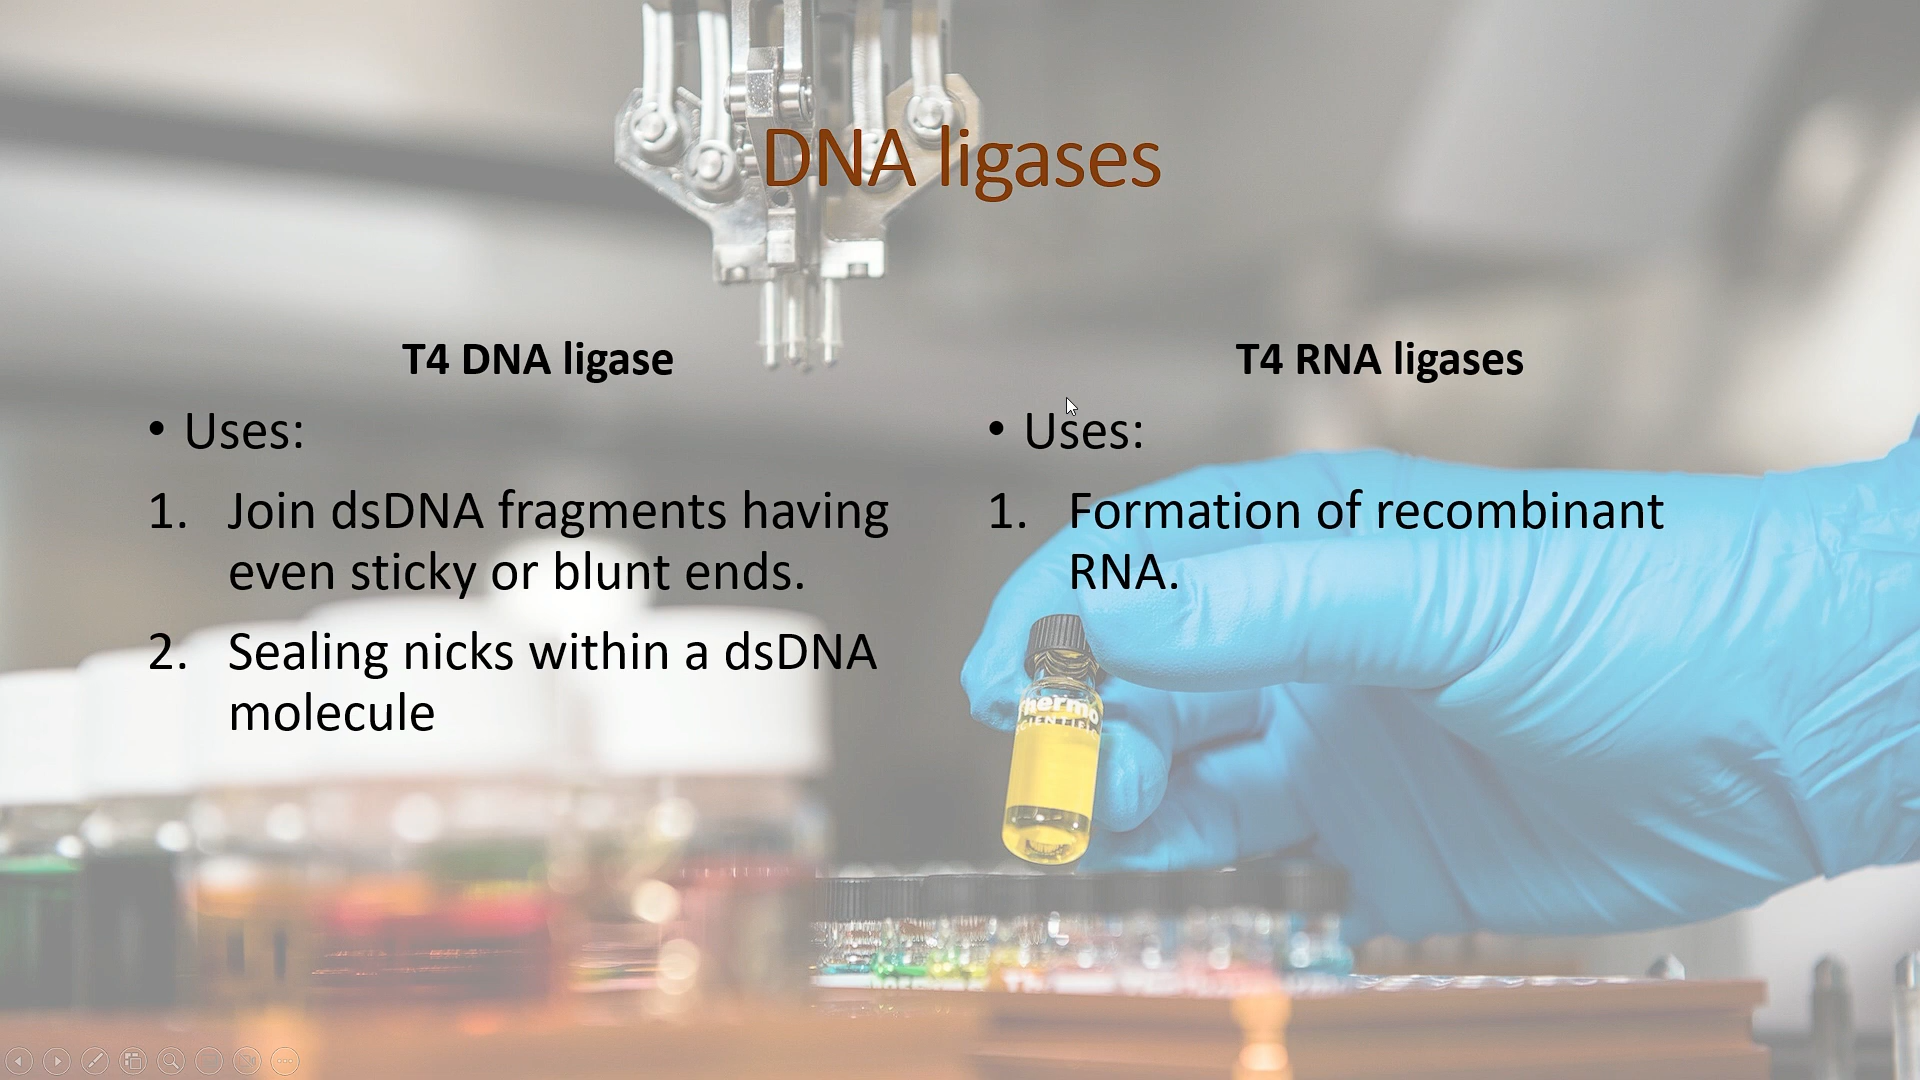 DNA ligases
T4 DNA ligase
• Uses:
1. Join dsDNA fragments having
even sticky or blunt ends.
2. Sealing nicks within a dsDNA
molecule
T4 RNA ligases
• Uses:
1. Formation of recombinant
RNA.